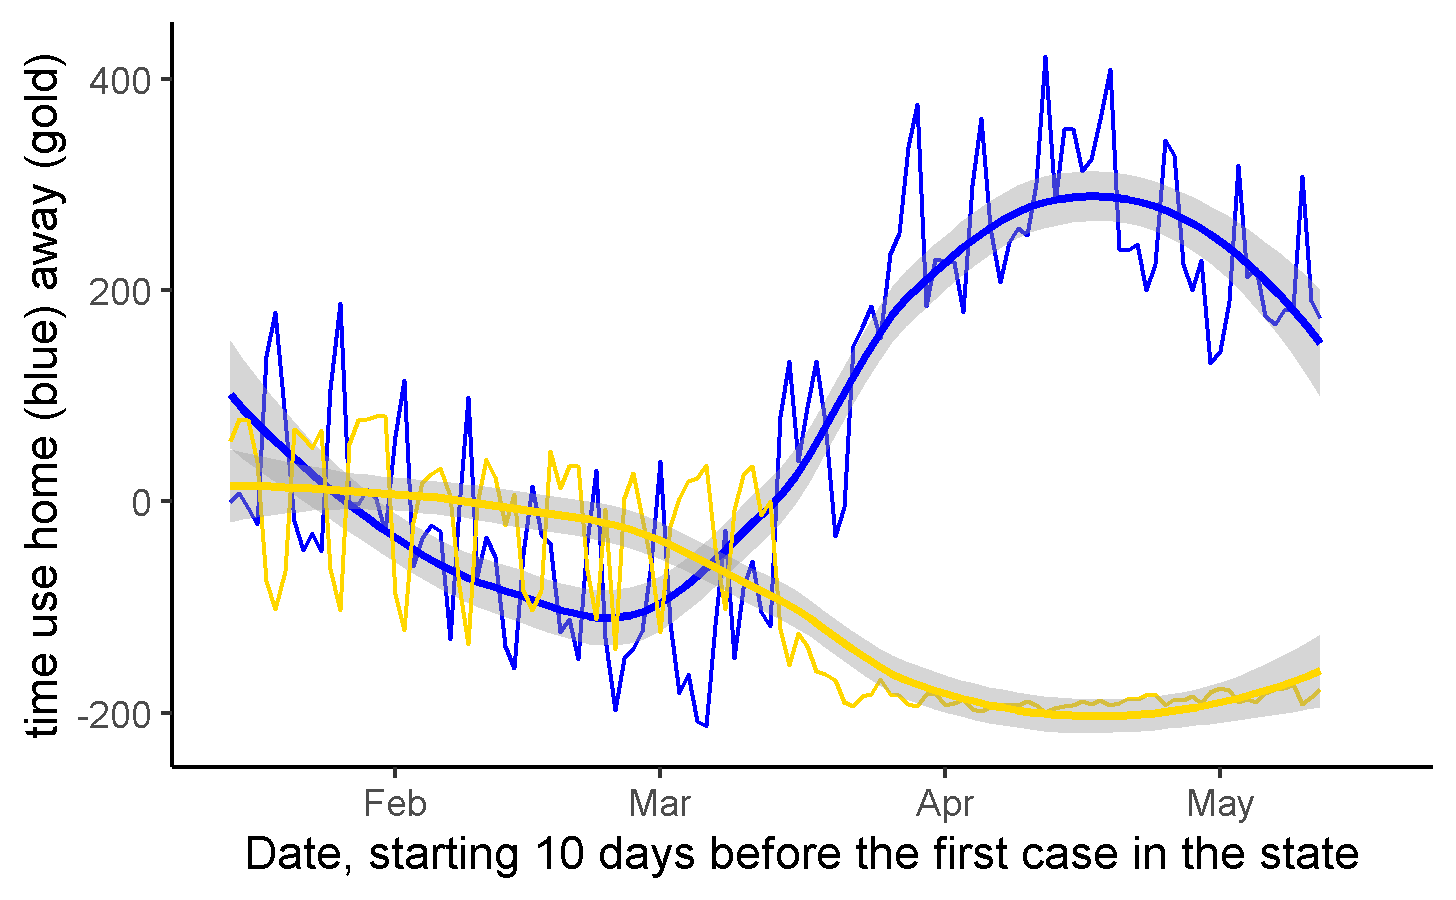 time use home (blue) away (gold)
400
200
0
-200
Feb Mar Apr May
Date, starting 10 days before the first case in the state